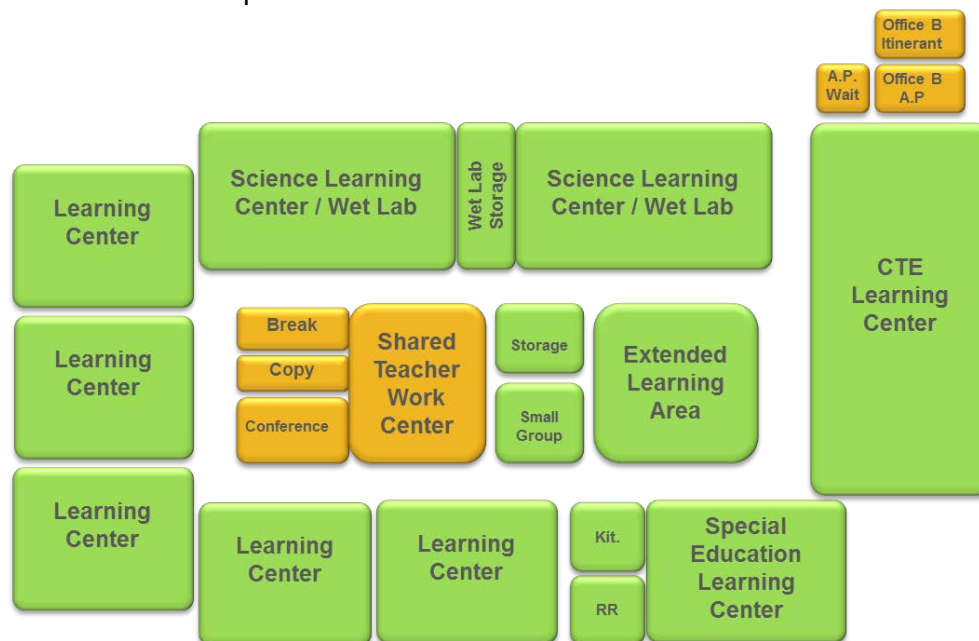 Office B
Itinerant
A.P.
Wait
Office B
A.P
Science Learning
Center / Wet Lab
Wet Lab
Storage
Science Learning
Center / Wet Lab
Learning
Center
CTE
Learning
Center
Break
Copy
Conference
Shared
Teacher
Work
Center
Storage
Small
Group
Extended
Learning
Area
Learning
Center
Learning
Center
Learning
Center
Learning
Center
Kit.
RR
Special
Education
Learning
Center